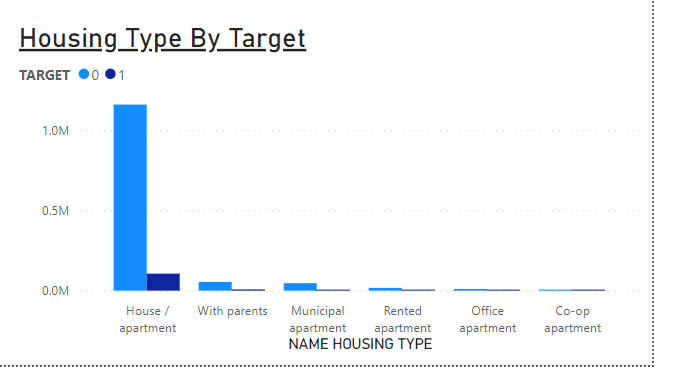 Housing Type By Target
TARGET 0 1
1.0M
0.5M
0.0M
House / apartment
With parents
Municipal apartment
Rented apartment
Office apartment
Co-op apartment
NAME HOUSING TYPE